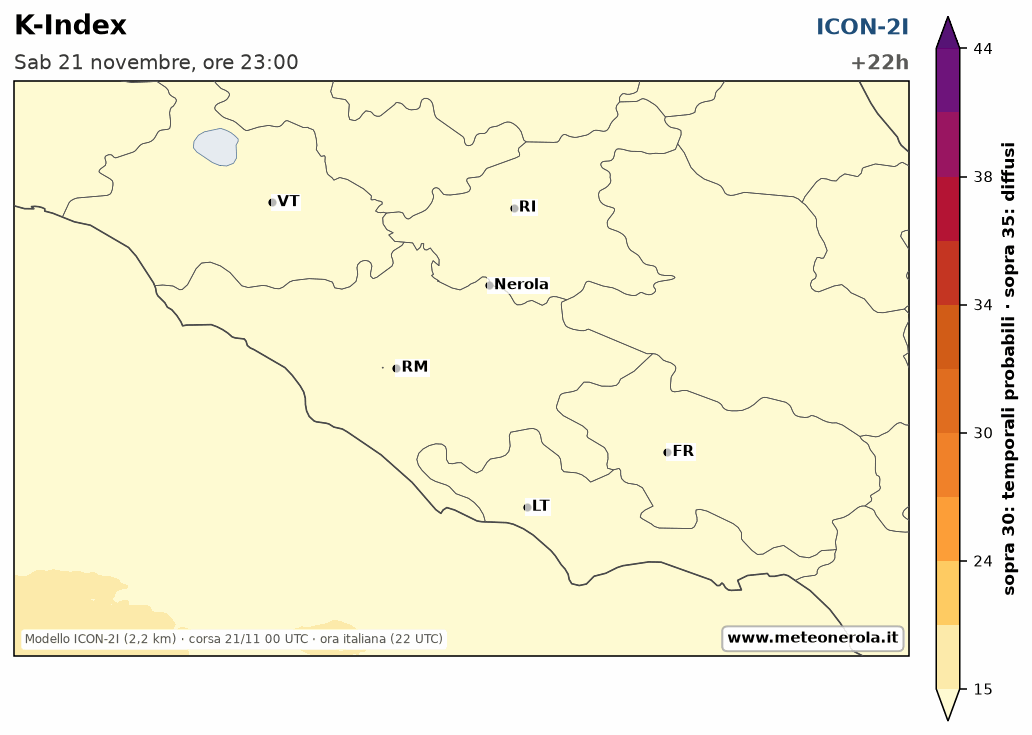 K-Index
ICON-2I
Sab 21 novembre, ore 23:00
+22h
VT
RI
Nerola
RM
FR
LT
Modello ICON-2I (2,2 km) · corsa 21/11 00 UTC · ora italiana (22 UTC)
www.meteonerola.it
44
38
34
30
24
15
sopra 30: temporali probabili · sopra 35: diffusi